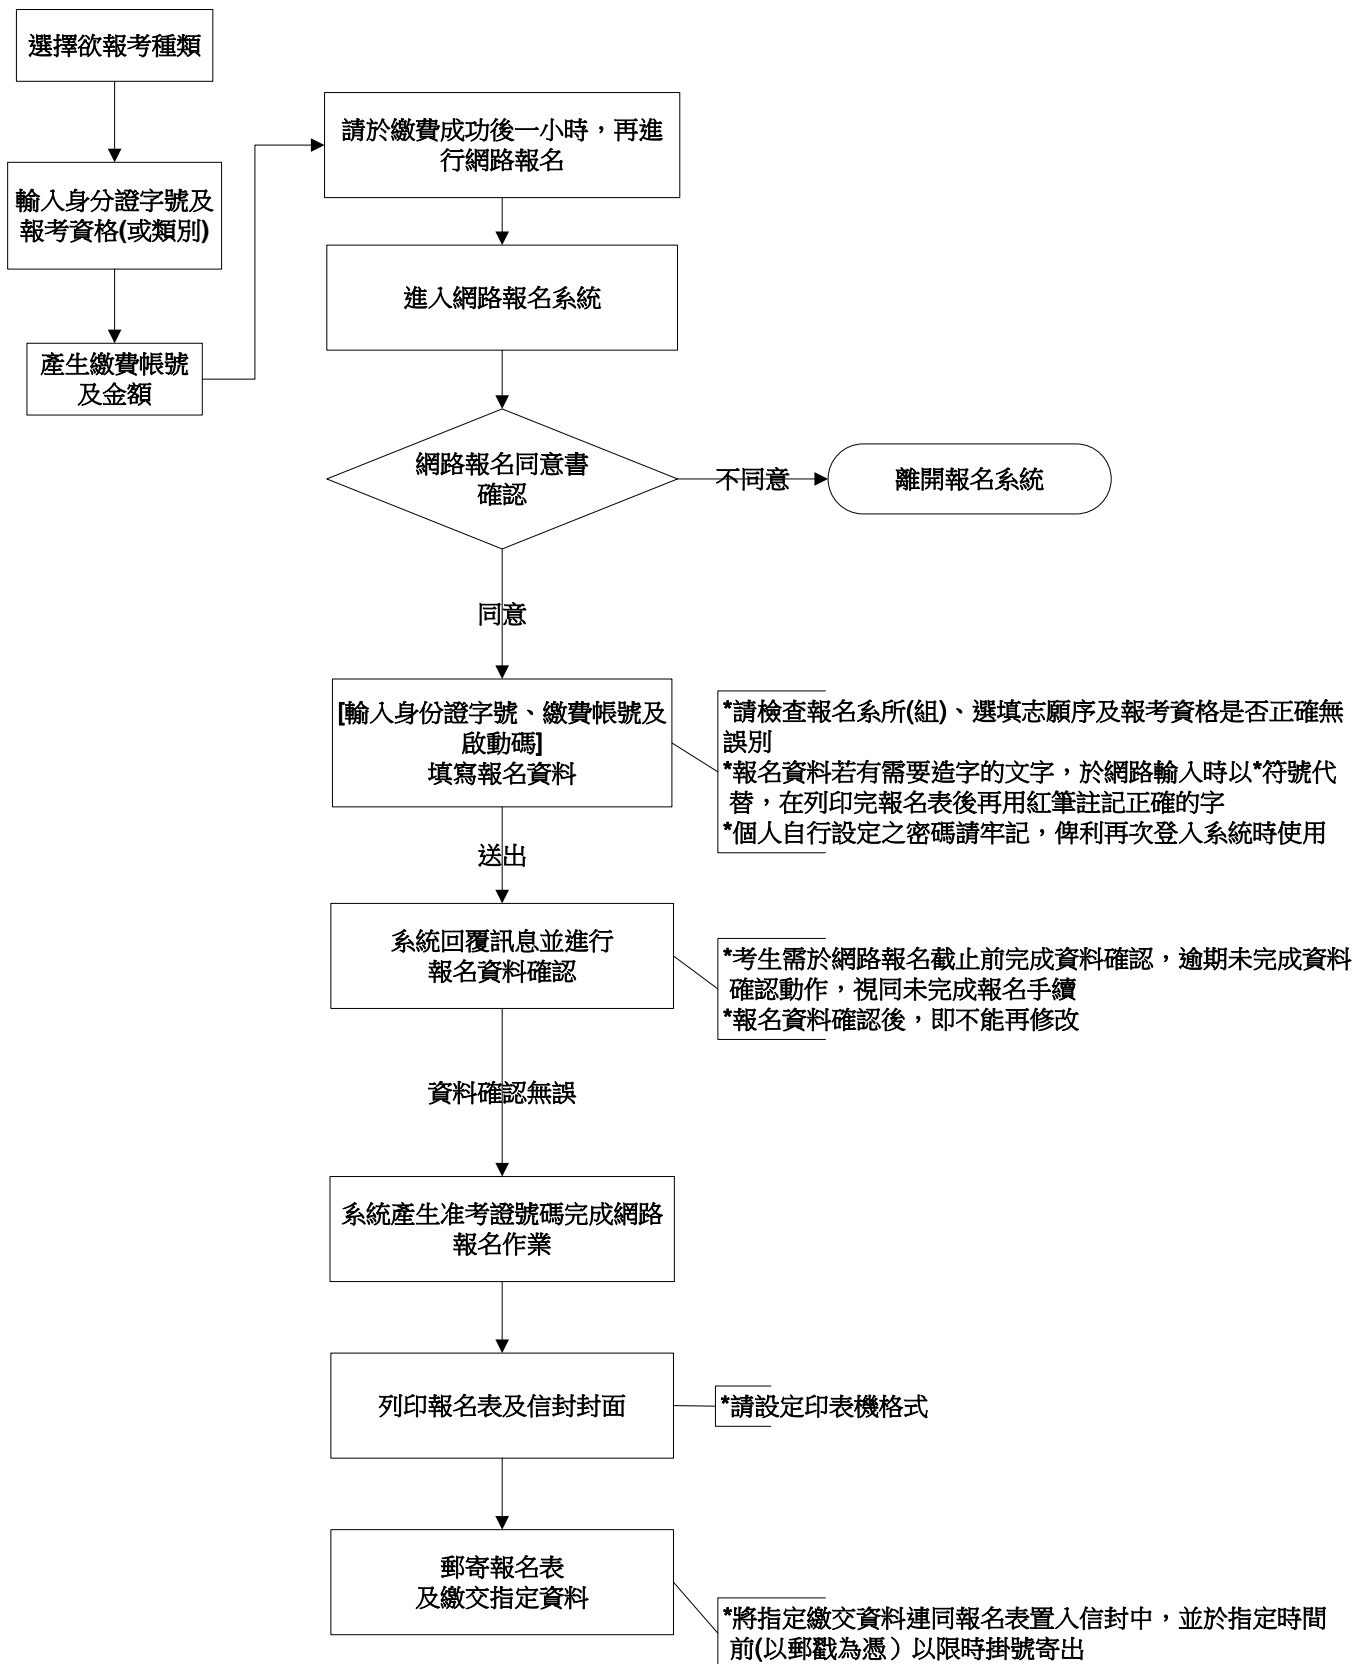 選擇欲報考種類
輸入身分證字號及
報考資格(或類別)
產生繳費帳號
及金額
請於繳費成功後一小時，再進
行網路報名
進入網路報名系統
網路報名同意書
確認
不同意
離開報名系統
同意
[輸入身份證字號、繳費帳號及
啟動碼]
填寫報名資料
*請檢查報名系所(組)、選填志願序及報考資格是否正確無
誤別
*報名資料若有需要造字的文字，於網路輸入時以*符號代
替，在列印完報名表後再用紅筆註記正確的字
*個人自行設定之密碼請牢記，俾利再次登入系統時使用
送出
系統回覆訊息並進行
報名資料確認
*考生需於網路報名截止前完成資料確認，逾期未完成資料
確認動作，視同未完成報名手續
*報名資料確認後，即不能再修改
資料確認無誤
系統產生准考證號碼完成網路
報名作業
列印報名表及信封封面
*請設定印表機格式
郵寄報名表
及繳交指定資料
*將指定繳交資料連同報名表置入信封中，並於指定時間
前(以郵戳為憑）以限時掛號寄出